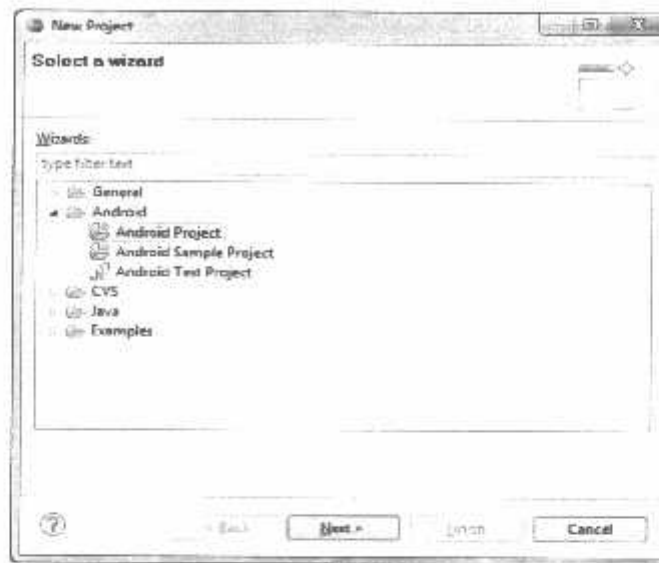 New Project
Select a wizard
Wizards:
type filter text
General
Android
Android Project
Android Sample Project
Android Test Project
CVS
Java
Examples
< Back
Next >
Finish
Cancel